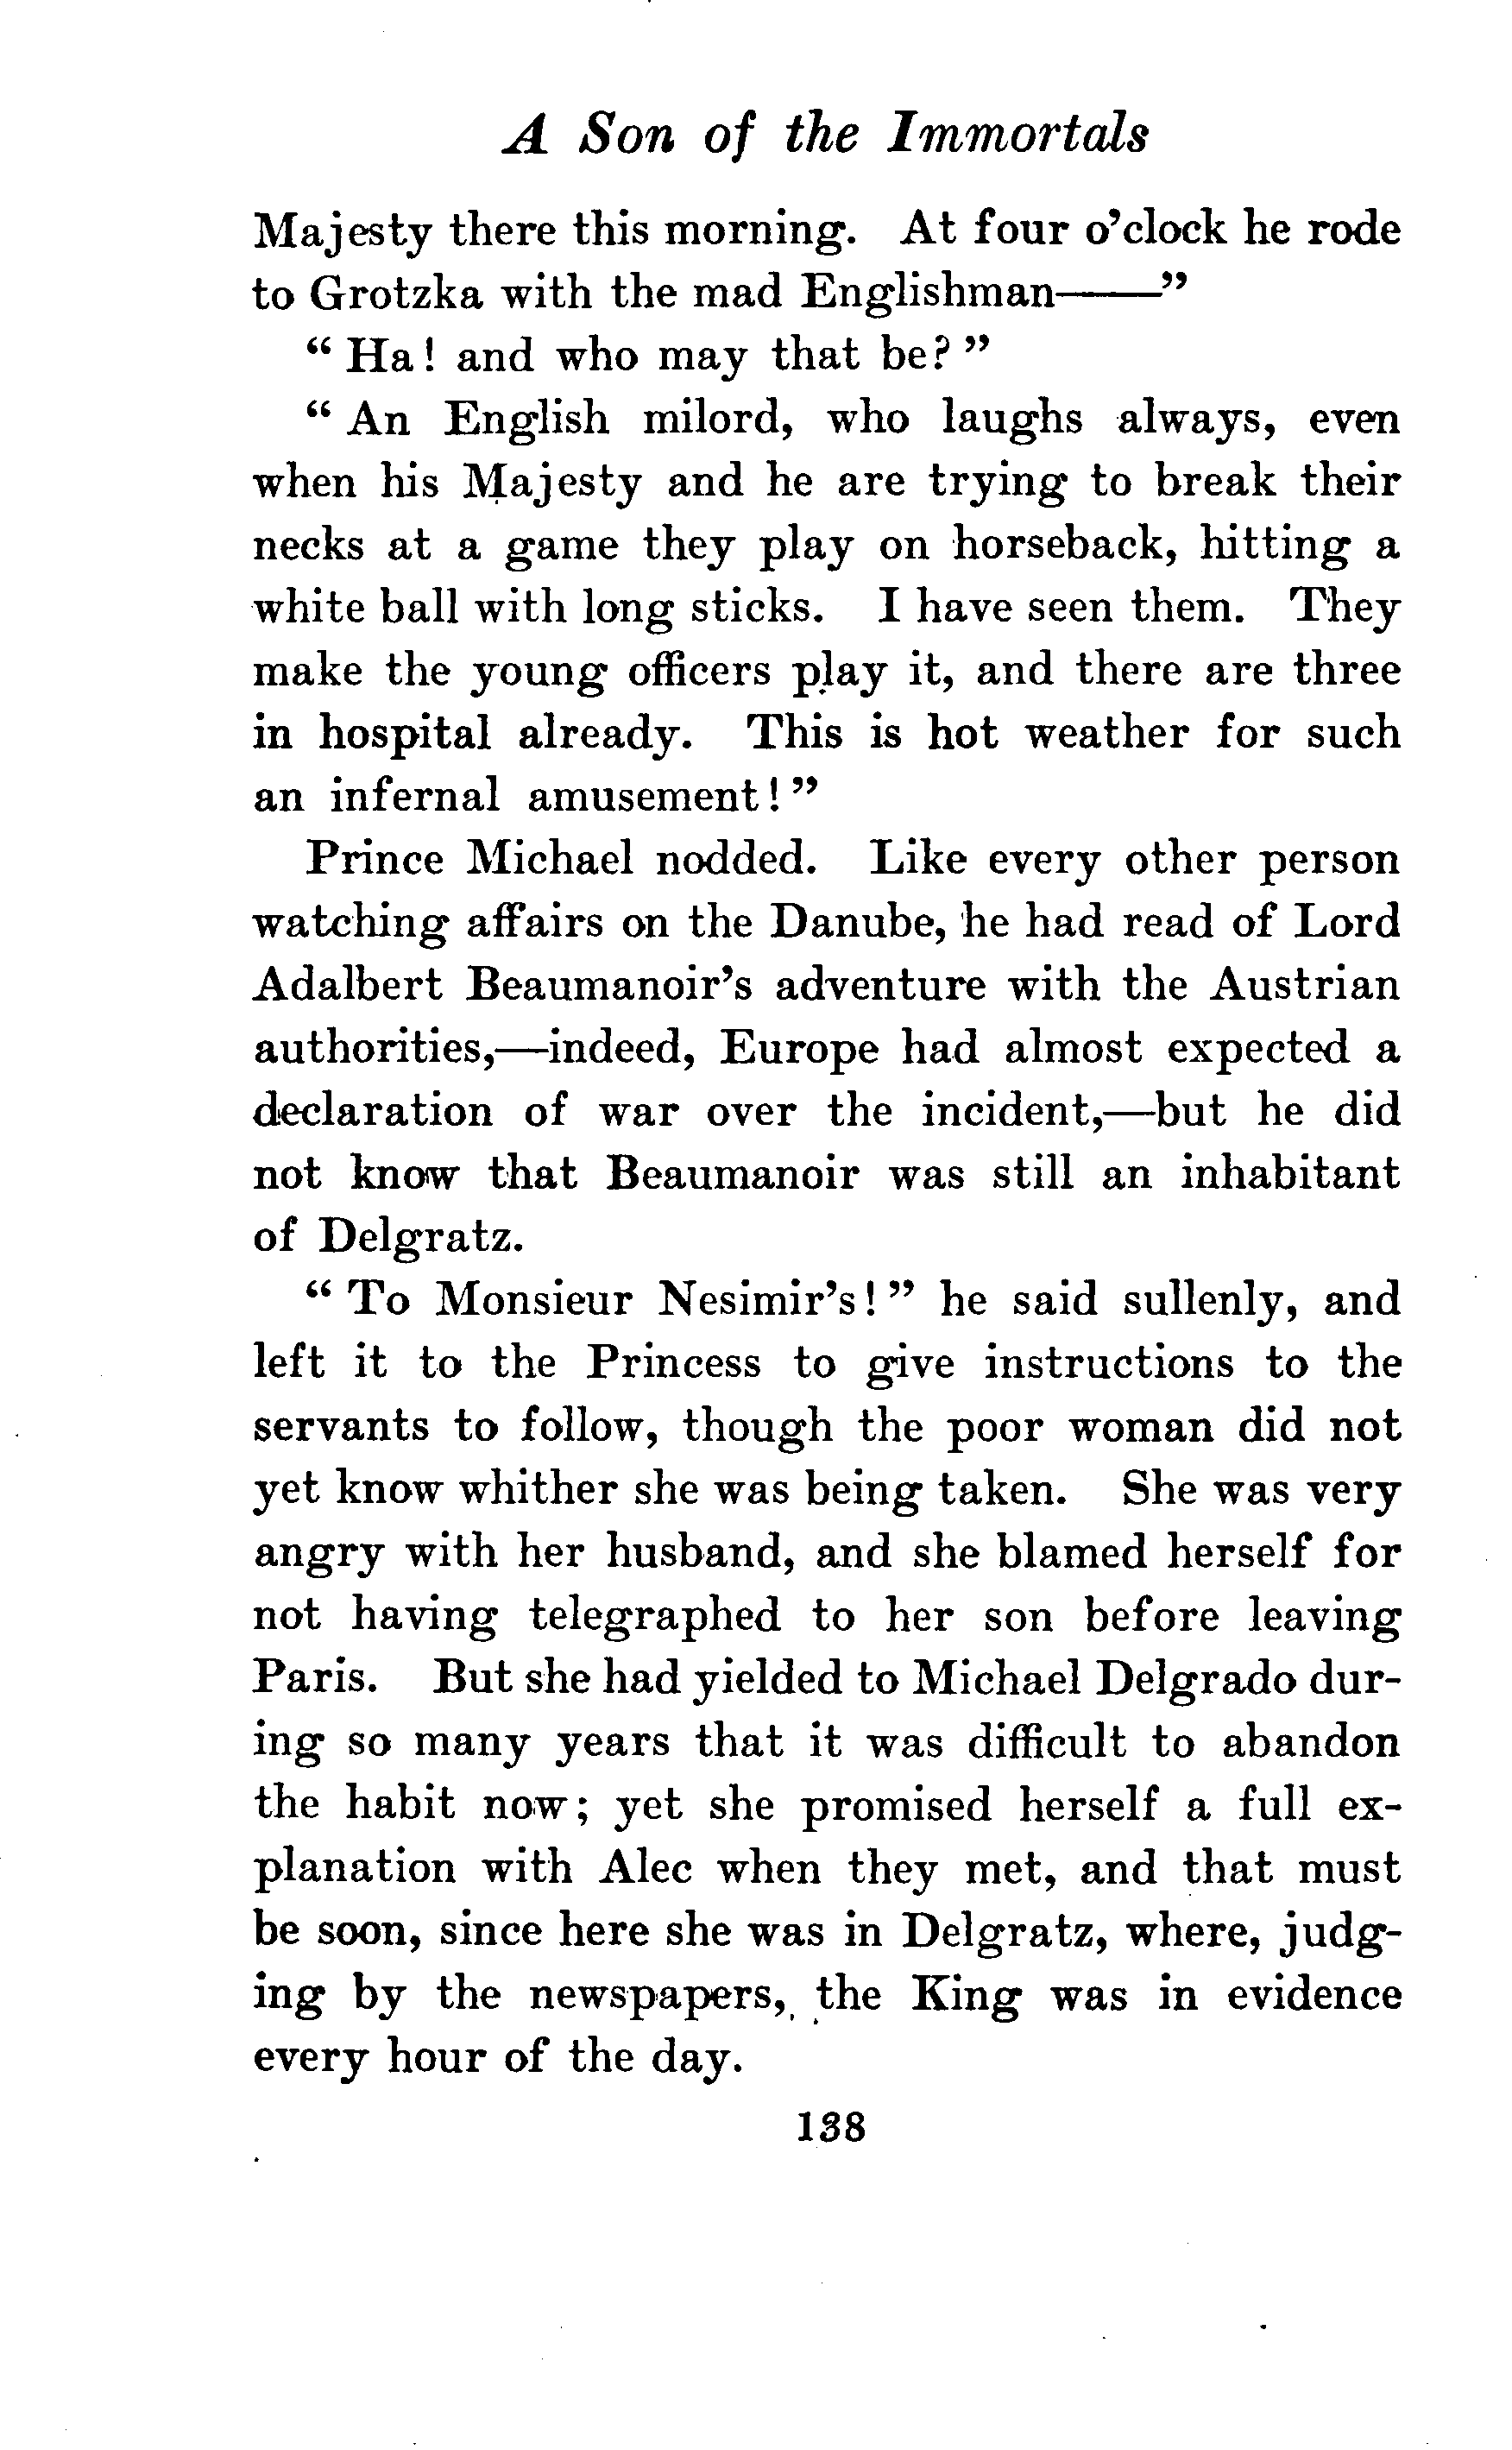 A Son of the Immortals
Majesty there this morning. At four o'clock he rode
to Grotzka with the mad Englishman——"
" Ha! and who may that be? "
" An English milord, who laughs always, even
when his Majesty and he are trying to break their
necks at a game they play on horseback, hitting a
white ball with long sticks. I have seen them. They
make the young officers play it, and there are three
in hospital already. This is hot weather for such
an infernal amusement! "
Prince Michael nodded. Like every other person
watching affairs on the Danube, he had read of Lord
Adalbert Beaumanoir's adventure with the Austrian
authorities,—indeed, Europe had almost expected a
declaration of war over the incident,—but he did
not know that Beaumanoir was still an inhabitant
of Delgratz.
" To Monsieur Nesimir's! " he said sullenly, and
left it to the Princess to give instructions to the
servants to follow, though the poor woman did not
yet know whither she was being taken. She was very
angry with her husband, and she blamed herself for
not having telegraphed to her son before leaving
Paris. But she had yielded to Michael Delgrado dur-
ing so many years that it was difficult to abandon
the habit now; yet she promised herself a full ex-
planation with Alec when they met, and that must
be soon, since here she was in Delgratz, where, judg-
ing by the newspapers, the King was in evidence
every hour of the day.
138